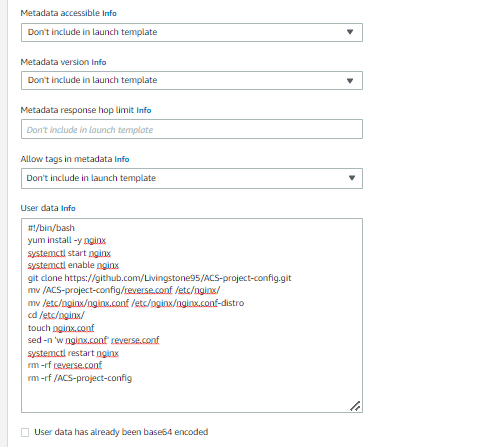 Metadata accessible Info
Don't include in launch template
Metadata version Info
Don't include in launch template
Metadata response hop limit Info
Don't include in launch template
Allow tags in metadata Info
Don't include in launch template
User data Info
#!/bin/bash
yum install -y nginx
systemctl start nginx
systemctl enable nginx
git clone https://github.com/Livingstone95/ACS-project-config.git
mv /ACS-project-config/reverse.conf /etc/nginx/
mv /etc/nginx/nginx.conf /etc/nginx/nginx.conf-distro
cd /etc/nginx/
touch nginx.conf
sed -n 'w nginx.conf' reverse.conf
systemctl restart nginx
rm -rf reverse.conf
rm -rf /ACS-project-config
User data has already been base64 encoded